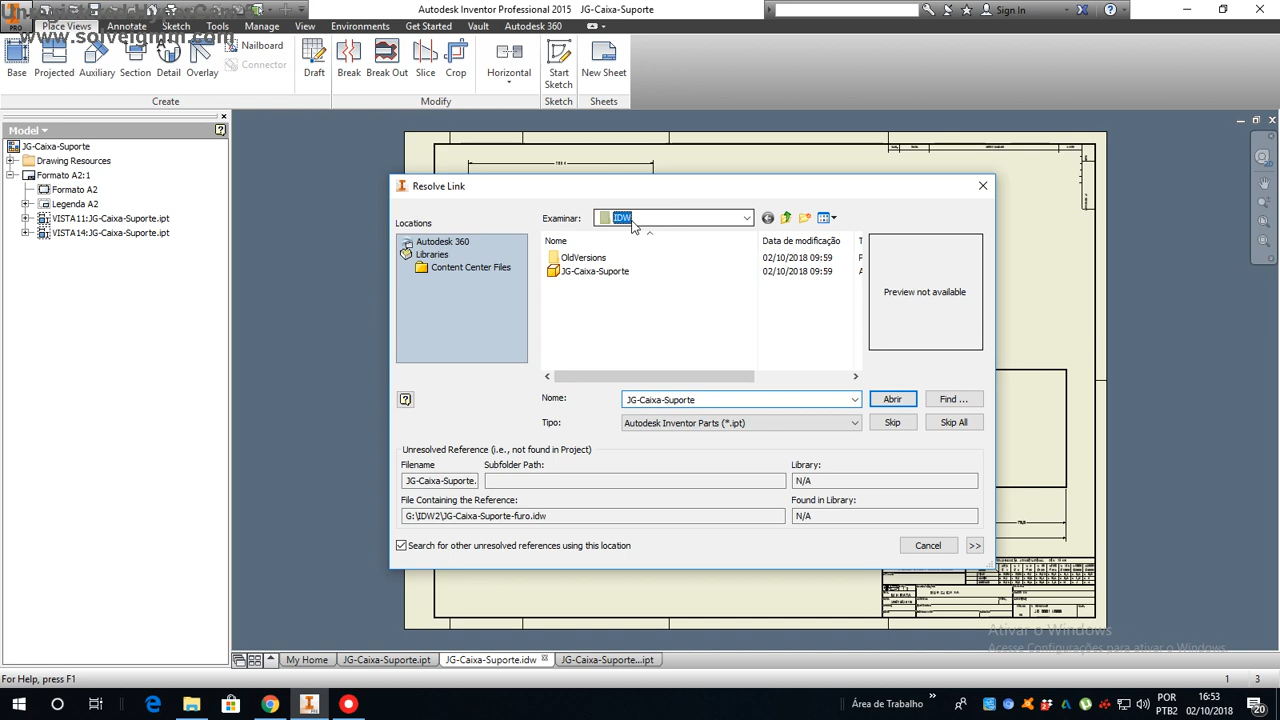 Autodesk Inventor Professional 2015   JG-Caixa-Suporte
Sign In
www.solveigmm.com
PRO
Place Views Annotate Sketch Tools Manage Environments Get Started Vault Autodesk 360
Base Projected Auxiliary Section Detail Overlay
Nailboard
Connector
Draft
Break Break Out Slice Crop
Horizontal
Start Sketch
New Sheet
Create
Modify
Sketch
Sheets
Model
JG-Caixa-Suporte
Drawing Resources
Formato A2:1
Formato A2
Legenda A2
VISTA11:JG-Caixa-Suporte.ipt
VISTA14:JG-Caixa-Suporte.ipt
Resolve Link
Locations
Autodesk 360
Libraries
Content Center Files
Examinar: IDW
Nome Data de modificação
OldVersions 02/10/2018 09:59
JG-Caixa-Suporte 02/10/2018 09:59
Preview not available
Nome: JG-Caixa-Suporte Abrir Find ...
Tipo: Autodesk Inventor Parts (*.ipt) Skip Skip All
Unresolved Reference (i.e., not found in Project)
Filename Subfolder Path: Library:
JG-Caixa-Suporte. N/A
File Containing the Reference: Found in Library:
G:\IDW2\JG-Caixa-Suporte-furo.idw N/A
Search for other unresolved references using this location
Cancel >>
Ativar o Windows
Acesse Configurações para ativar o Windows.
My Home JG-Caixa-Suporte.ipt JG-Caixa-Suporte.idw JG-Caixa-Suporte...ipt
For Help, press F1 1 3
Área de Trabalho
POR
PTB2
16:53
02/10/2018
20